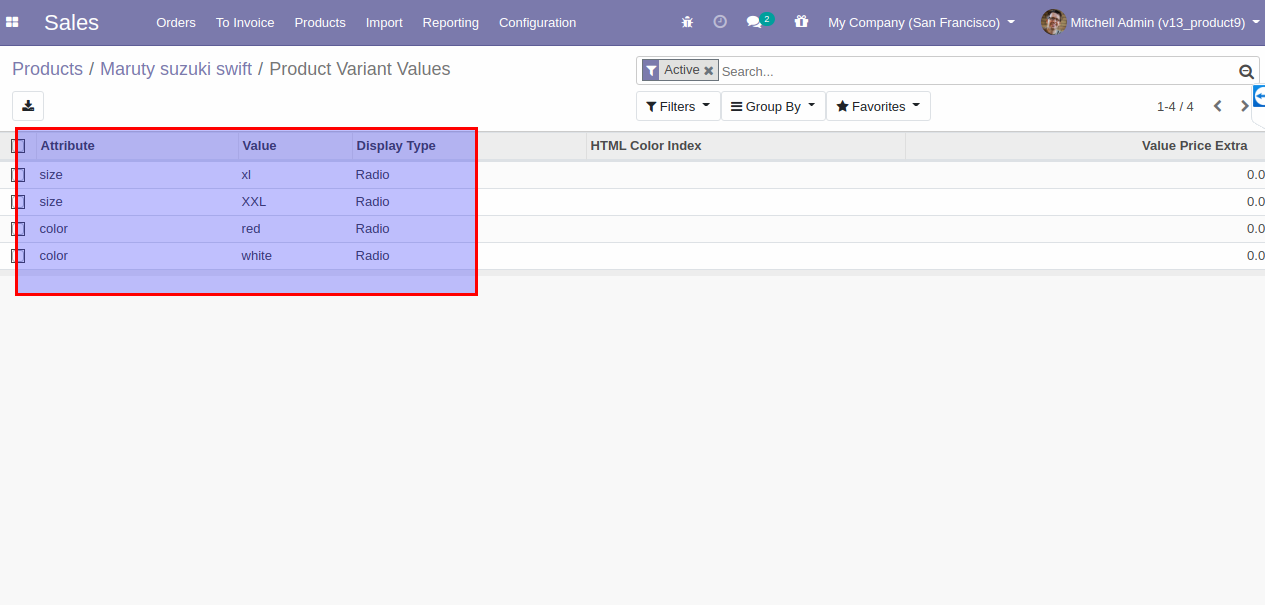 Sales Orders To Invoice Products Import Reporting Configuration 2 My Company (San Francisco) Mitchell Admin (v13_product9)
Products / Maruty suzuki swift / Product Variant Values
Active Search...
Filters Group By Favorites 1-4 / 4
Attribute Value Display Type HTML Color Index Value Price Extra
size xl Radio 0.0
size XXL Radio 0.0
color red Radio 0.0
color white Radio 0.0